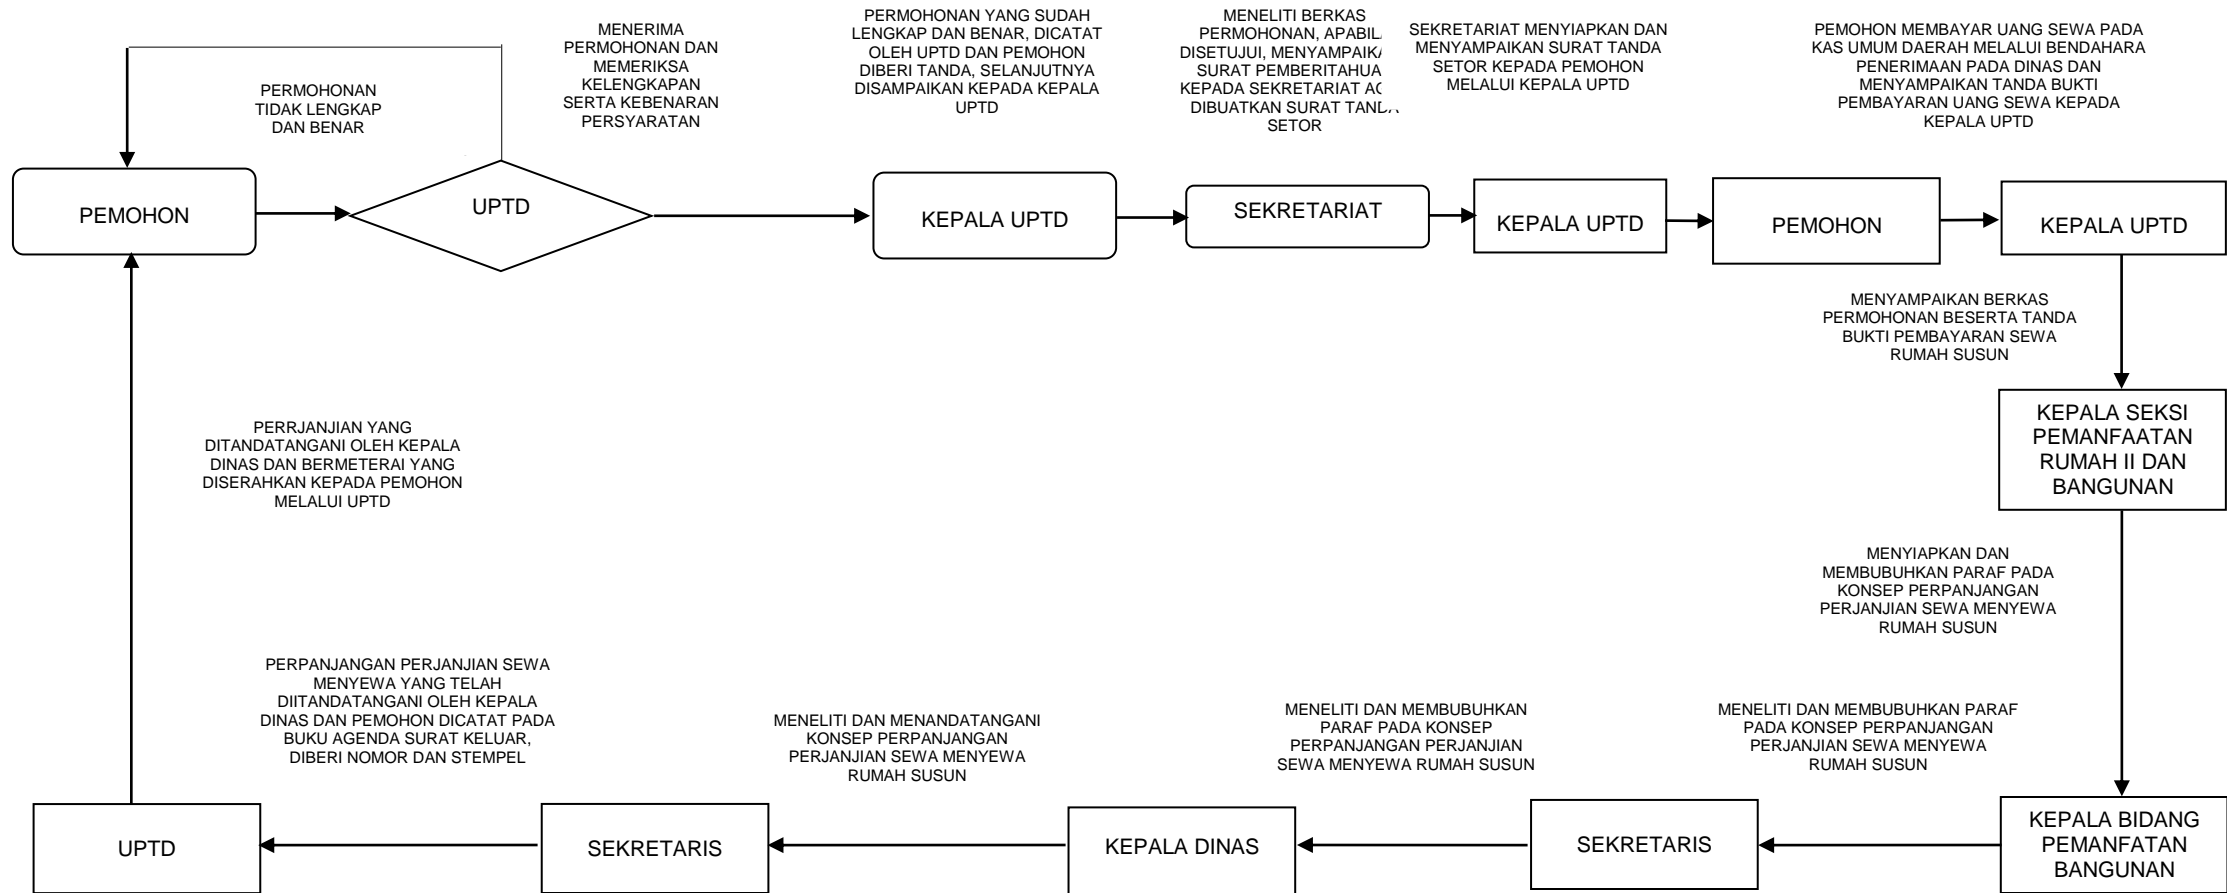 PERMOHONAN
TIDAK LENGKAP
DAN BENAR
MENERIMA
PERMOHONAN DAN
MEMERIKSA
KELENGKAPAN
SERTA KEBENARAN
PERSYARATAN
PERMOHONAN YANG SUDAH
LENGKAP DAN BENAR, DICATAT
OLEH UPTD DAN PEMOHON
DIBERI TANDA, SELANJUTNYA
DISAMPAIKAN KEPADA KEPALA
UPTD
MENELITI BERKAS
PERMOHONAN,
DISETUJUI,
SURAT
KEPADA SEKRETARIAT
DIBUATKAN SURAT
SETOR
SEKRETARIAT MENYIAPKAN DAN
MENYAMPAIKAN SURAT TANDA
SETOR KEPADA PEMOHON
MELALUI KEPALA UPTD
PEMOHON MEMBAYAR UANG SEWA PADA
KAS UMUM DAERAH MELALUI BENDAHARA
PENERIMAAN PADA DINAS DAN
MENYAMPAIKAN TANDA BUKTI
PEMBAYARAN UANG SEWA KEPADA
KEPALA UPTD
PEMOHON
UPTD
KEPALA UPTD
SEKRETARIAT
KEPALA UPTD
PEMOHON
KEPALA UPTD
MENYAMPAIKAN BERKAS
PERMOHONAN BESERTA TANDA
BUKTI PEMBAYARAN SEWA
RUMAH SUSUN
KEPALA SEKSI
PEMANFAATAN
RUMAH II DAN
BANGUNAN
PERRJANJIAN YANG
DITANDATANGANI OLEH KEPALA
DINAS DAN BERMETERAI YANG
DISERAHKAN KEPADA PEMOHON
MELALUI UPTD
MENYIAPKAN DAN
MEMBUBUHKAN PARAF PADA
KONSEP PERPANJANGAN
PERJANJIAN SEWA MENYEWA
RUMAH SUSUN
PERPANJANGAN PERJANJIAN SEWA
MENYEWA YANG TELAH
DIITANDATANGANI OLEH KEPALA
DINAS DAN PEMOHON DICATAT PADA
BUKU AGENDA SURAT KELUAR,
DIBERI NOMOR DAN STEMPEL
MENELITI DAN MENANDATANGANI
KONSEP PERPANJANGAN
PERJANJIAN SEWA MENYEWA
RUMAH SUSUN
MENELITI DAN MEMBUBUHKAN
PARAF PADA KONSEP
PERPANJANGAN PERJANJIAN
SEWA MENYEWA RUMAH SUSUN
MENELITI DAN MEMBUBUHKAN PARAF
PADA KONSEP PERPANJANGAN
PERJANJIAN SEWA MENYEWA
RUMAH SUSUN
UPTD
SEKRETARIS
KEPALA DINAS
SEKRETARIS
KEPALA BIDANG
PEMANFATAN
BANGUNAN